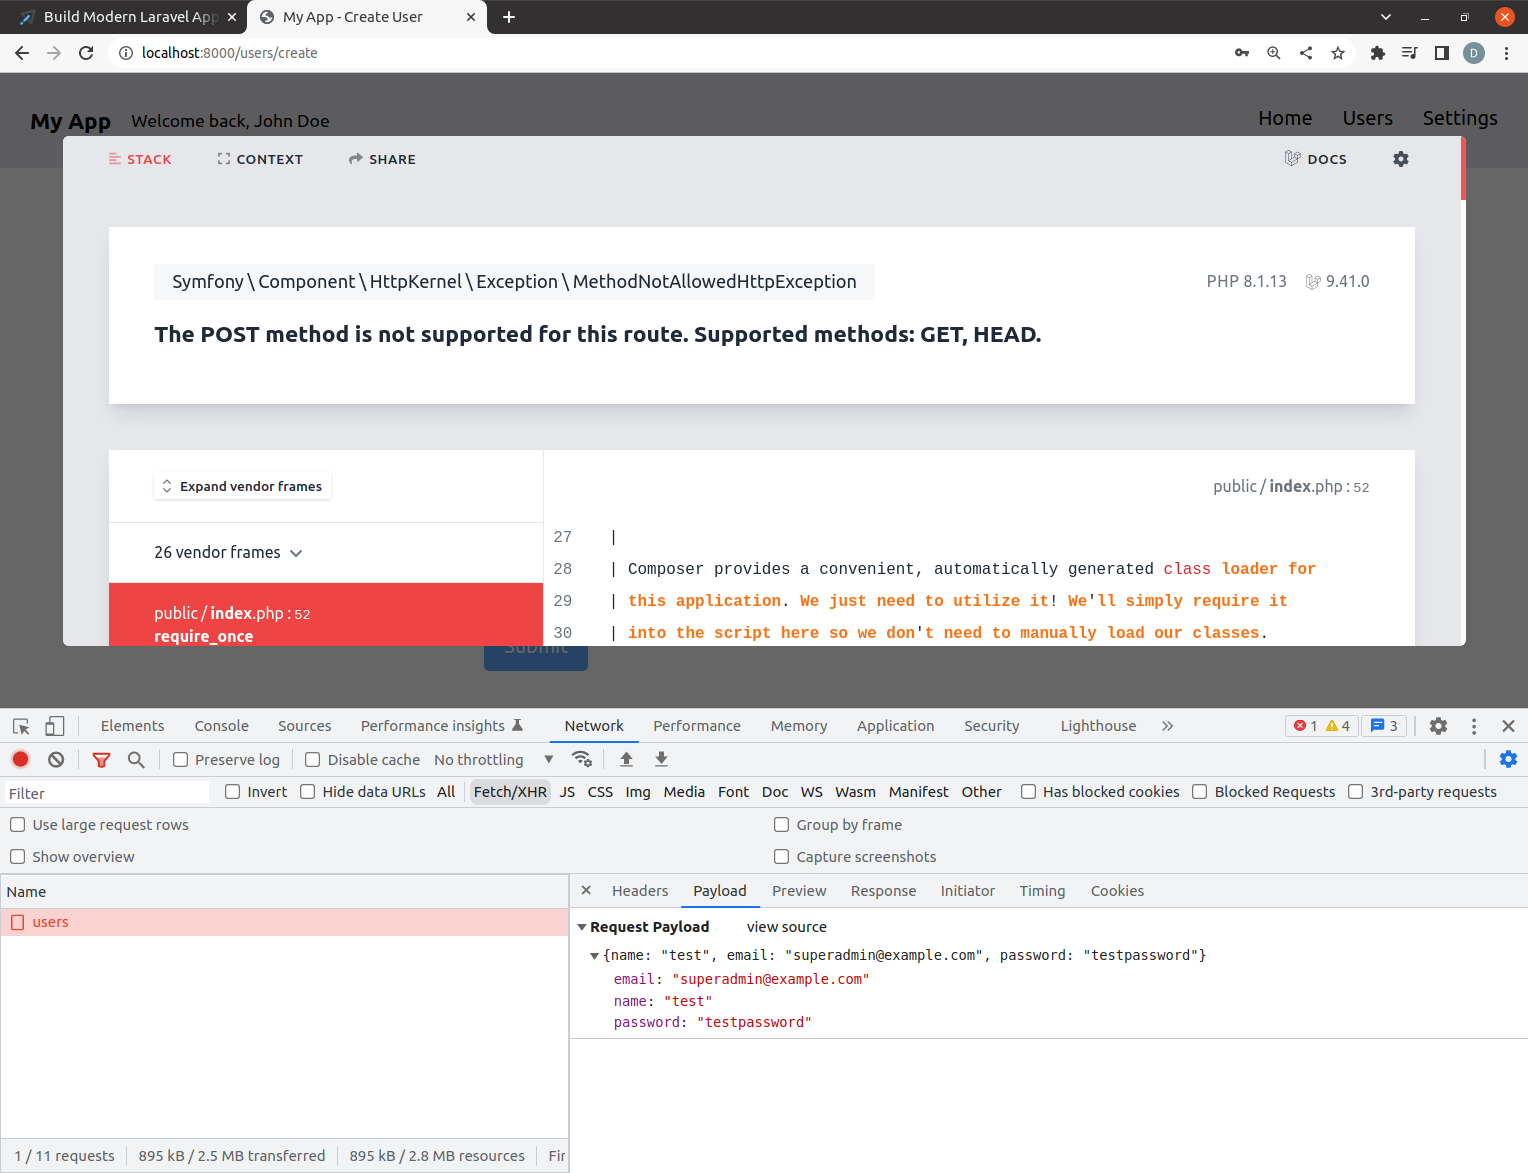 Build Modern Laravel App
My App - Create User
localhost:8000/users/create
D
My App
Welcome back, John Doe
Home
Users
Settings
STACK
CONTEXT
SHARE
DOCS
Symfony\Component\HttpKernel\Exception\MethodNotAllowedHttpException
PHP 8.1.13
9.41.0
The POST method is not supported for this route. Supported methods: GET, HEAD.
Expand vendor frames
public/index.php:52
26 vendor frames
public/index.php:52
require_once
27 |
28 | Composer provides a convenient, automatically generated class loader for
29 | this application. We just need to utilize it! We'll simply require it
30 | into the script here so we don't need to manually load our classes.
Submit
Elements Console Sources Performance insights Network Performance Memory Application Security Lighthouse » 1 4 3
Preserve log Disable cache No throttling
Filter Invert Hide data URLs All Fetch/XHR JS CSS Img Media Font Doc WS Wasm Manifest Other Has blocked cookies Blocked Requests 3rd-party requests
Use large request rows Group by frame
Show overview Capture screenshots
Name
Headers Payload Preview Response Initiator Timing Cookies
users
Request Payload view source
{name: "test", email: "superadmin@example.com", password: "testpassword"}
email: "superadmin@example.com"
name: "test"
password: "testpassword"
1 / 11 requests 895 kB / 2.5 MB transferred 895 kB / 2.8 MB resources Fir